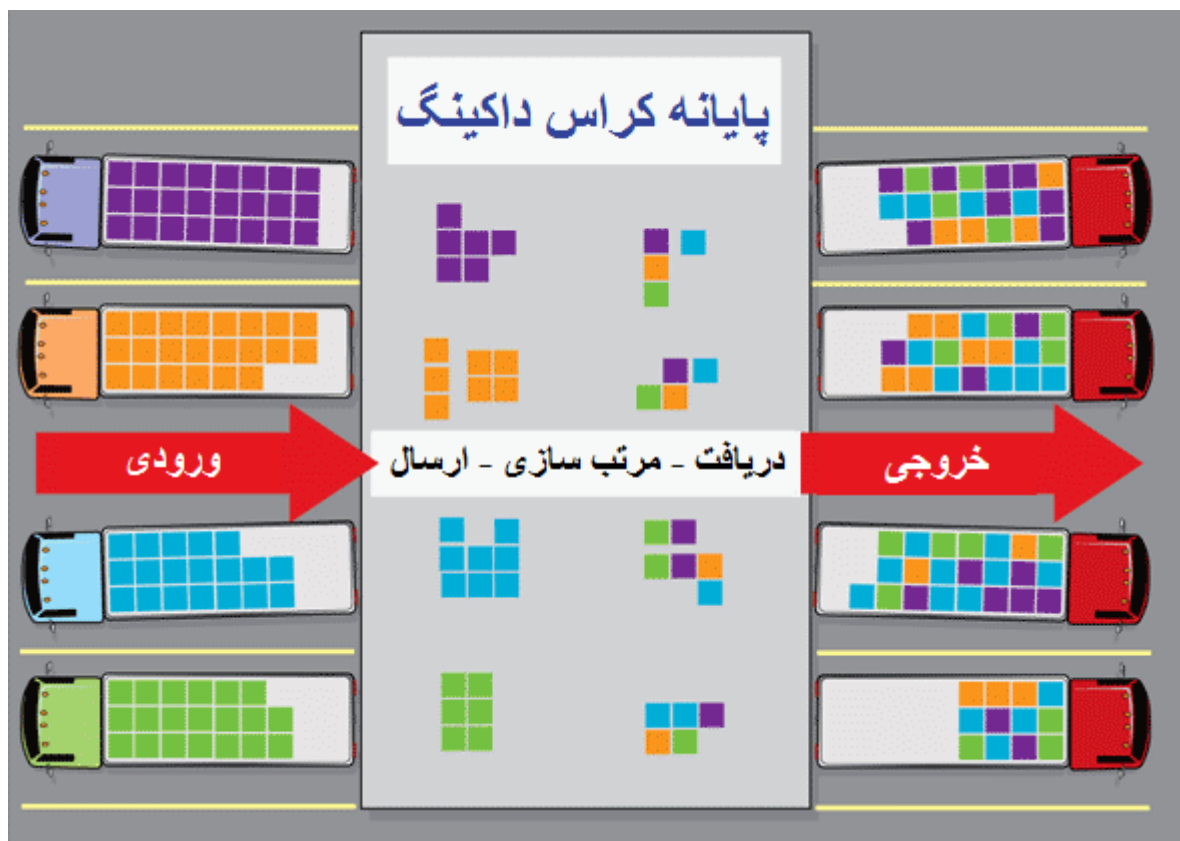 پایانه کراس داکینگ
ورودی
دریافت - مرتب سازی - ارسال
خروجی